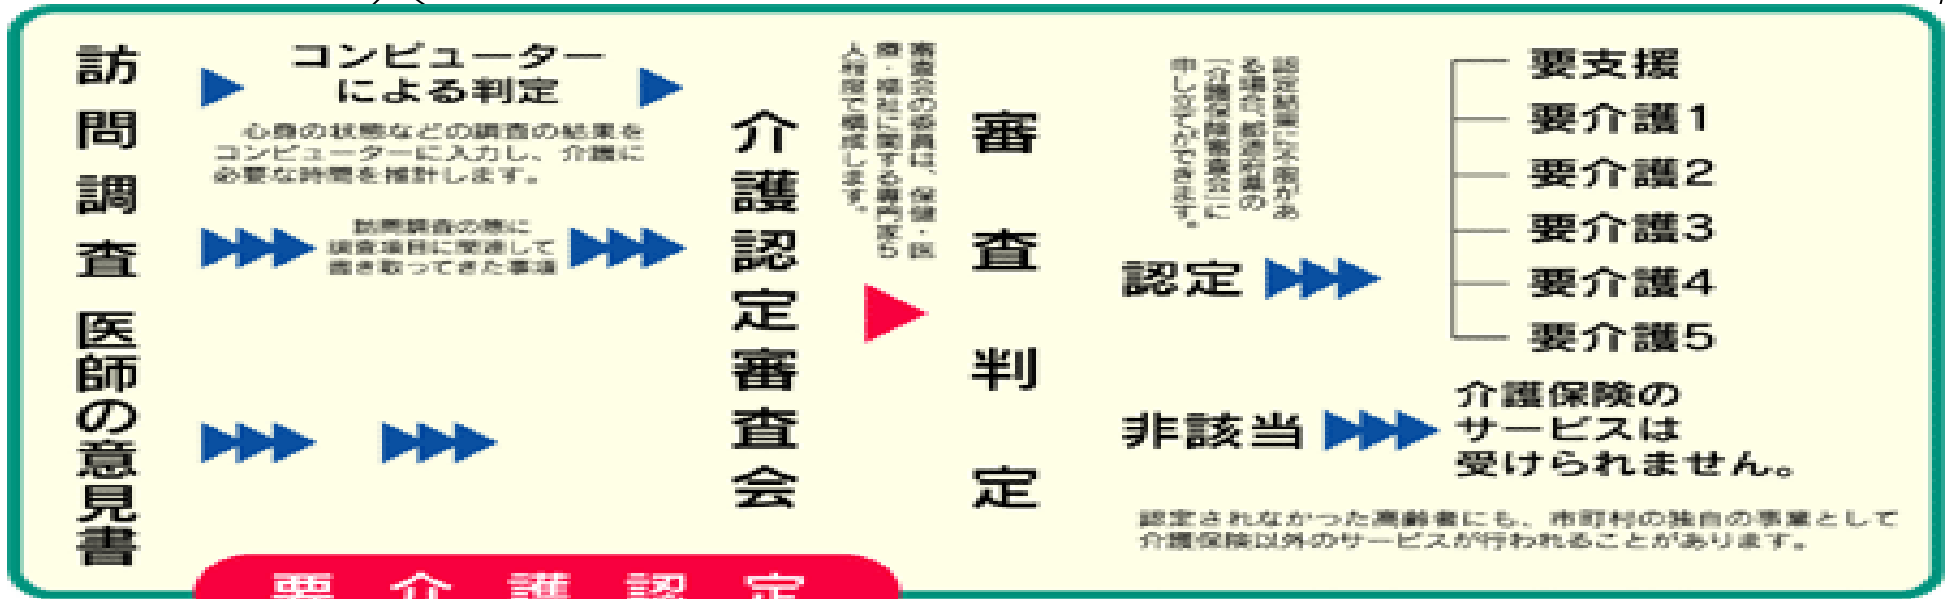 訪問調査
医師の意見書
コンピューター
による判定
心身の状態などの調査の結果を
コンピューターに入力し、介護に
必要な時間を推計します。
訪問調査の際に
調査項目に関連して
書き取ってきた事項
介護認定審査会
審査会の委員は、保健・医
療・福祉に関する専門家5
人程度で構成します。
審査判定
認定結果に不服があ
る場合、都道府県の
「介護保険審査会」に
申し立てができます。
認定
要支援
要介護1
要介護2
要介護3
要介護4
要介護5
非該当
介護保険の
サービスは
受けられません。
認定されなかった高齢者にも、市町村の独自の事業として
介護保険以外のサービスが行われることがあります。
要介護認定